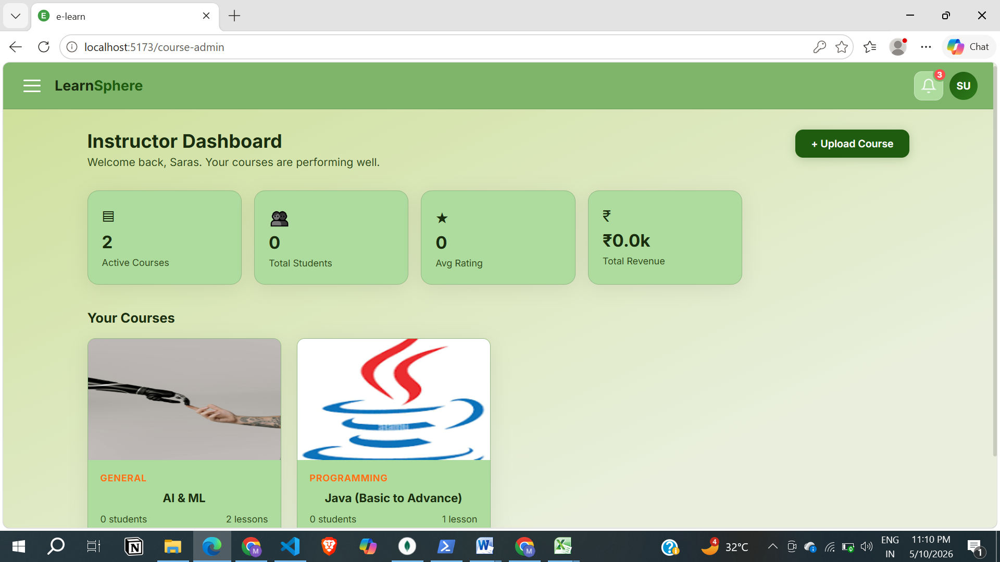 E e-learn
localhost:5173/course-admin
Chat
LearnSphere
3
SU
Instructor Dashboard
Welcome back, Saras. Your courses are performing well.
+ Upload Course
2
Active Courses
0
Total Students
★
0
Avg Rating
₹
₹0.0k
Total Revenue
Your Courses
GENERAL
AI & ML
0 students
2 lessons
PROGRAMMING
Java (Basic to Advance)
0 students
1 lesson
N
M
W
M
X
?
4
32°C
ENG
IN
11:10 PM
5/10/2026
1